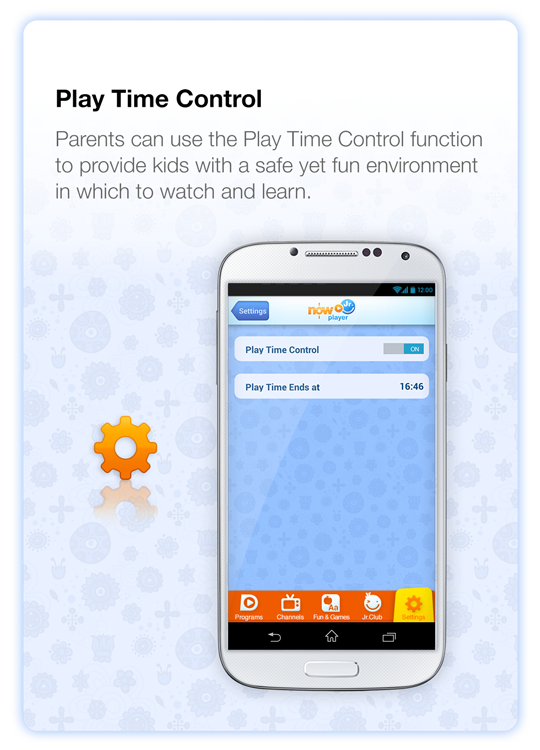 Play Time Control
Parents can use the Play Time Control function
to provide kids with a safe yet fun environment
in which to watch and learn.
12:00
Settings
now Jr
player
Play Time Control
ON
Play Time Ends at
16:46
Programs
Channels
Aa
Fun & Games
Jr.Club
Settings